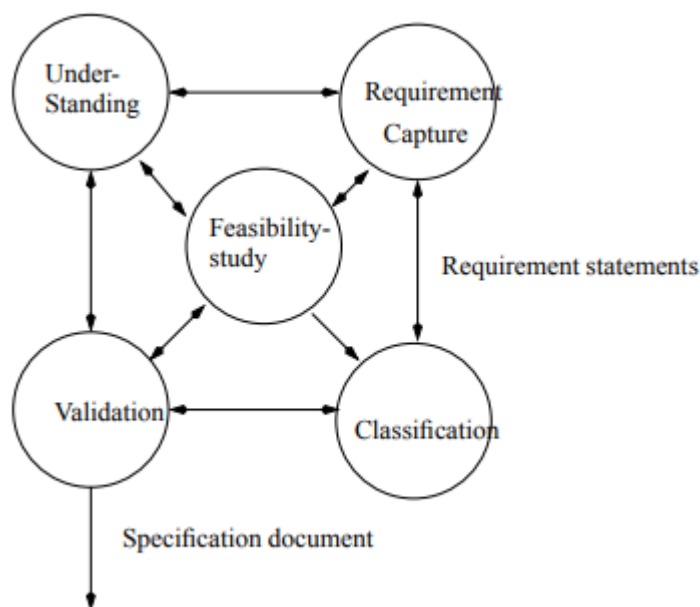 Under-
Standing
Requirement
Capture
Feasibility-
study
Requirement statements
Validation
Classification
Specification document